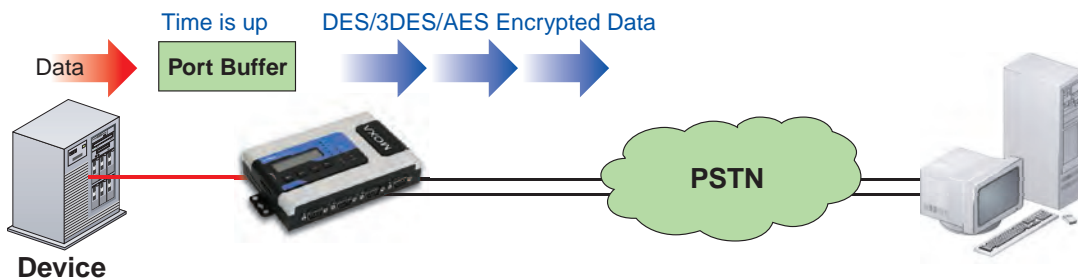 Time is up
DES/3DES/AES Encrypted Data
Data
Port Buffer
MOXA
PSTN
Device